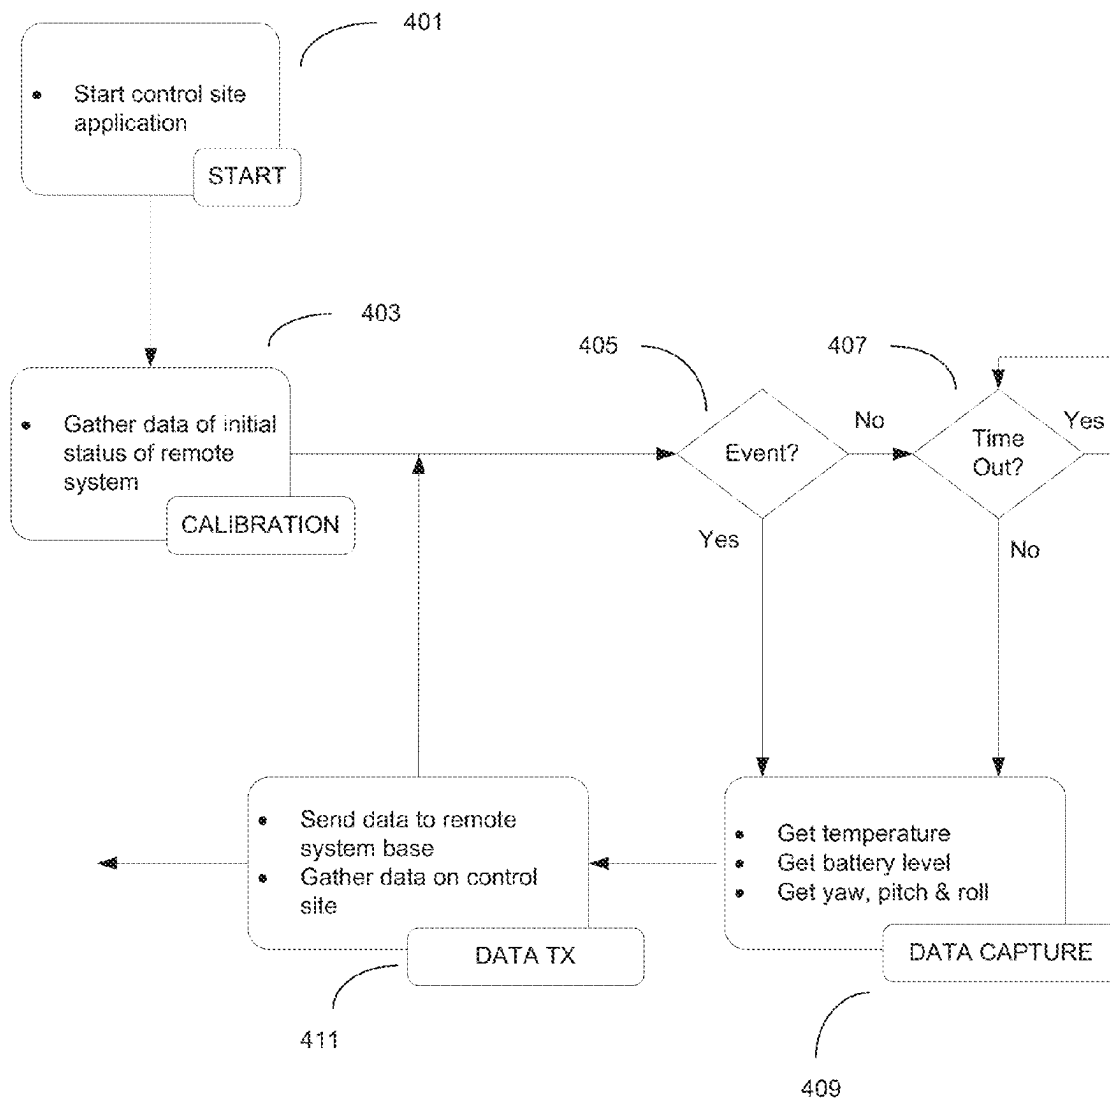 401
• Start control site
application
START
403
405
407
• Gather data of initial
status of remote
system
CALIBRATION
Event?
No
Time
Out?
Yes
Yes
No
• Send data to remote
system base
• Gather data on control
site
DATA TX
• Get temperature
• Get battery level
• Get yaw, pitch & roll
DATA CAPTURE
411
409